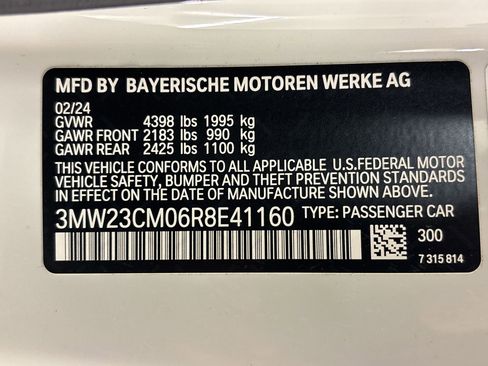 MFD BY BAYERISCHE MOTOREN WERKE AG
02/24
GVWR 4398 lbs 1995 kg
GAWR FRONT 2183 lbs 990 kg
GAWR REAR 2425 lbs 1100 kg
THIS VEHICLE CONFORMS TO ALL APPLICABLE U.S.FEDERAL MOTOR
VEHICLE SAFETY, BUMPER AND THEFT PREVENTION STANDARDS
IN EFFECT ON THE DATE OF MANUFACTURE SHOWN ABOVE.
3MW23CM06R8E41160 TYPE: PASSENGER CAR
300
7 315 814